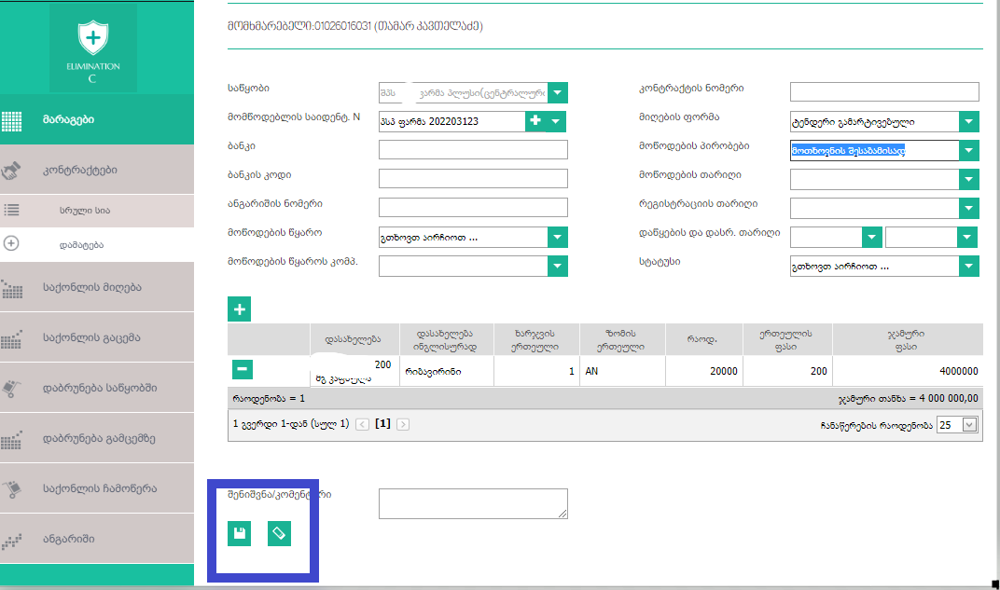 მომხმარებელი:01026016031 (თამარ კავთელაძე)
ELIMINATION
C
მარაგები
კონტრაქტები
სრული სია
დამატება
საქონლის მიღება
საქონლის გაცემა
დაბრუნება საწყობში
დაბრუნება გამცემზე
საქონლის ჩამოწერა
ანგარიში
საწყობი
შპს კარმა პლუსი(ცენტრალურ
კონტრაქტის ნომერი
მომწოდებლის საიდენტ. N
პსპ ფარმა 202203123
მიღების ფორმა
ტენდერი გამარტივებული
ბანკი
მოწოდების პირობები
მოთხოვნის შესაბამისად
ბანკის კოდი
მოწოდების თარიღი
ანგარიშის ნომერი
რეგისტრაციის თარიღი
მოწოდების წყარო
გთხოვთ აირჩიოთ ...
დაწყების და დასრ. თარიღი
მოწოდების წყაროს კომპ.
სტატუსი
გთხოვთ აირჩიოთ ...
დასახელება
დასახელება ინგლისურად
ხარჯვის ერთეული
ზომის ერთეული
რაოდ.
ერთეულის ფასი
ჯამური ფასი
200
მგ კაფსულა
რიბავირინი
1
AN
20000
200
4000000
რაოდენობა = 1
ჯამური თანხა = 4 000 000,00
1 გვერდი 1-დან (სულ 1) [1]
ჩანაწერების რაოდენობა 25
შენიშვნა/კომენტარი